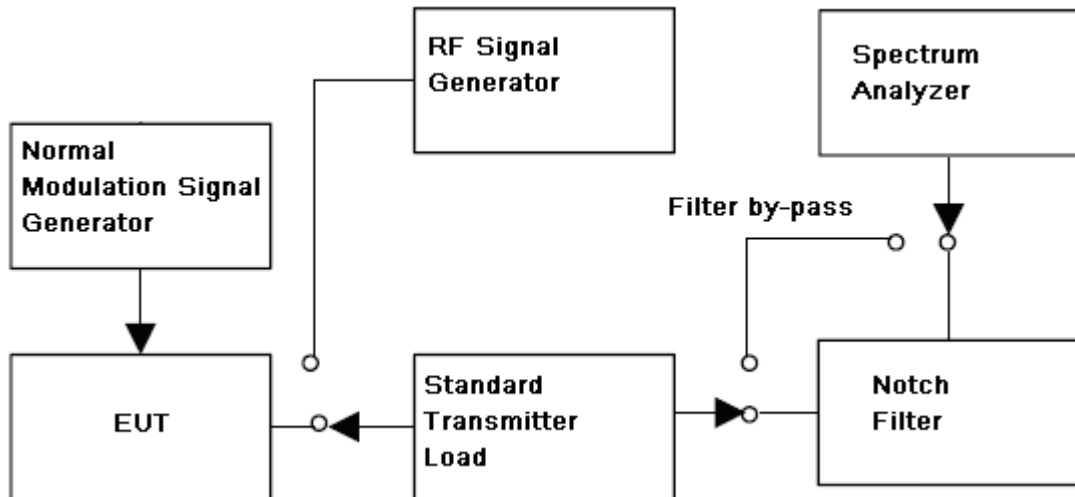 RF Signal
Generator
Spectrum
Analyzer
Normal
Modulation Signal
Generator
Filter by-pass
EUT
Standard
Transmitter
Load
Notch
Filter